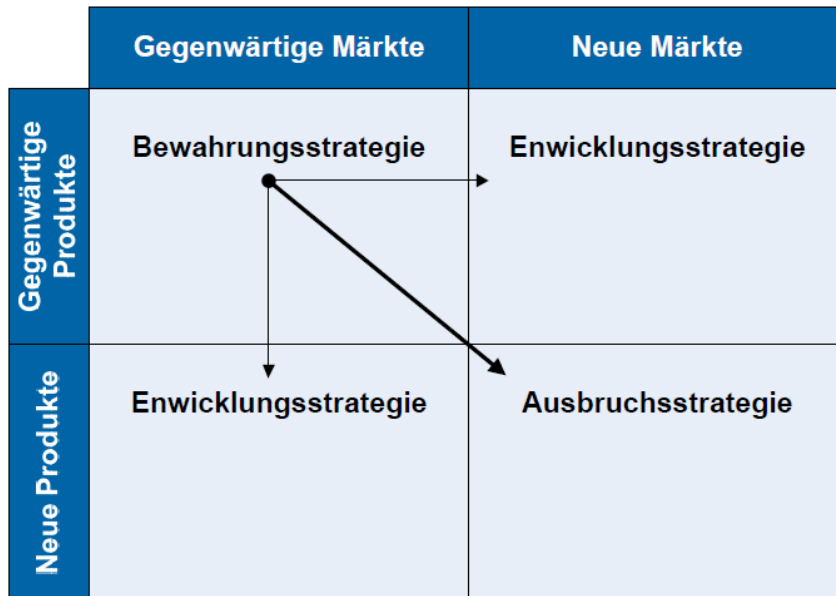 Gegenwärtige Märkte
Neue Märkte
Gegenwärtige
Produkte
Bewahrungsstrategie
Enwicklungsstrategie
Neue Produkte
Enwicklungsstrategie
Ausbruchsstrategie